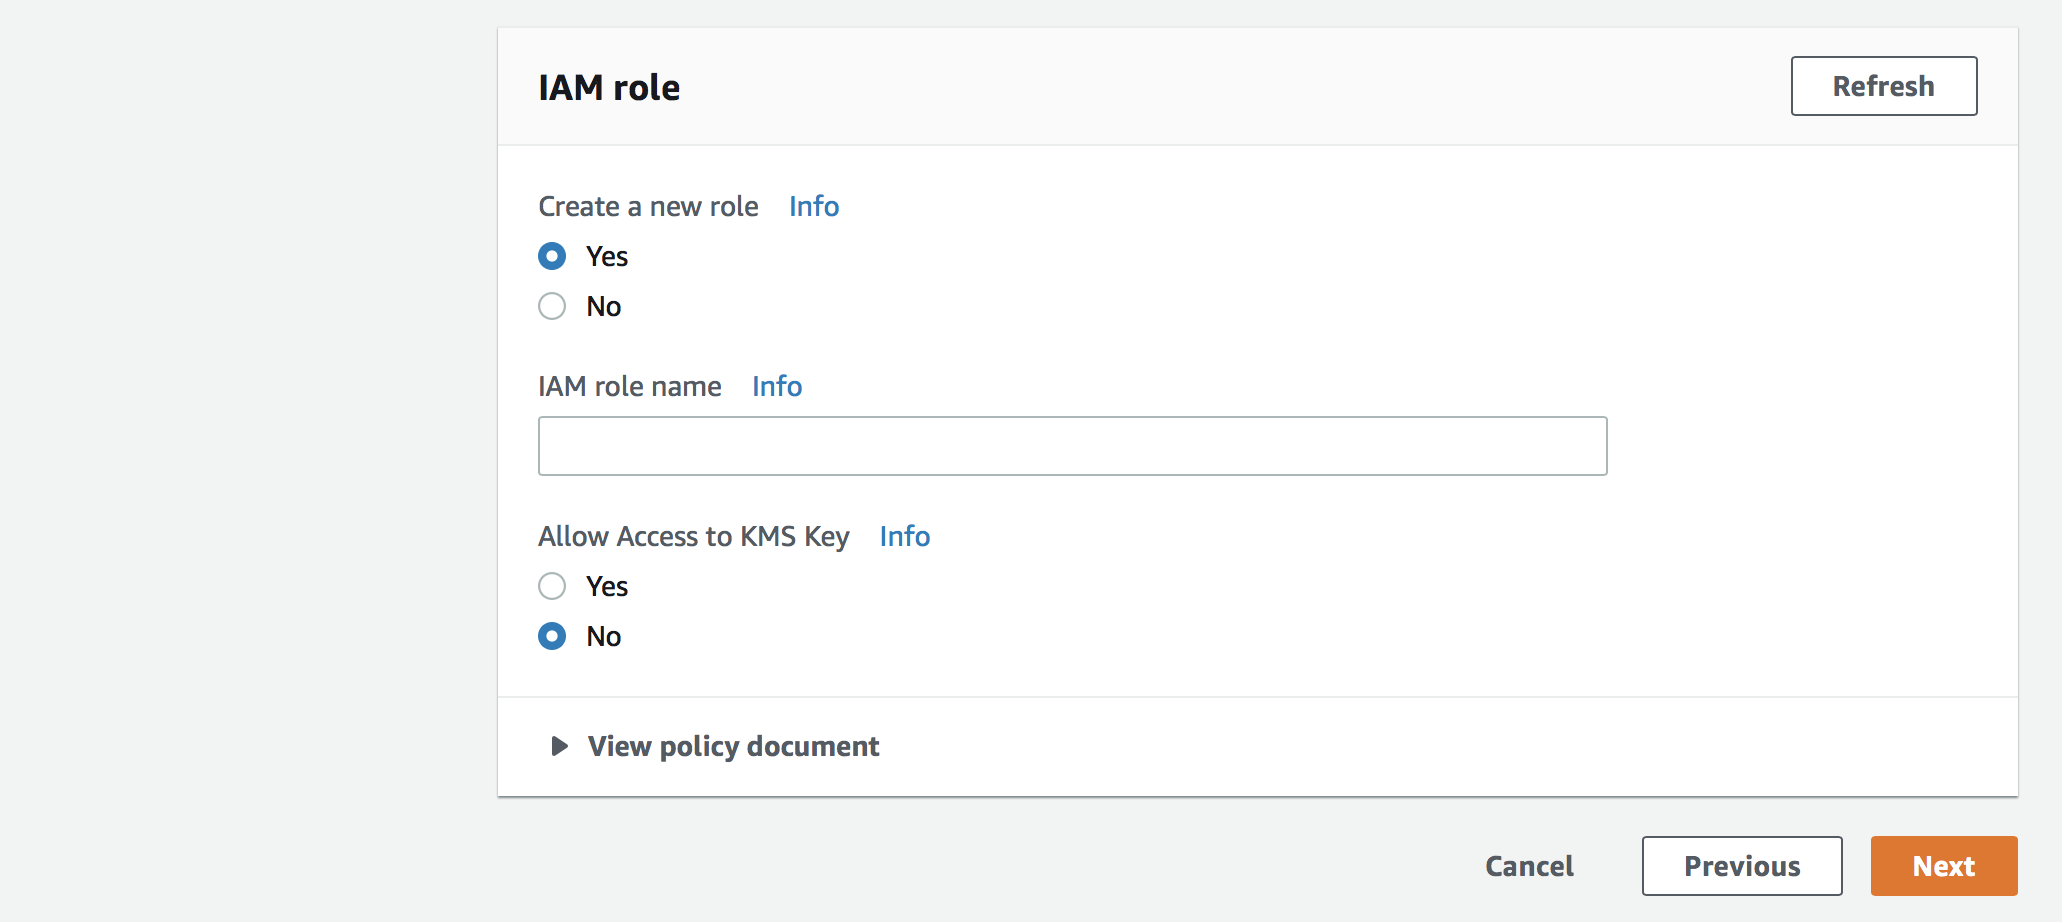 IAM role
Refresh
Create a new role Info
Yes
No
IAM role name Info
Allow Access to KMS Key Info
Yes
No
View policy document
Cancel Previous Next